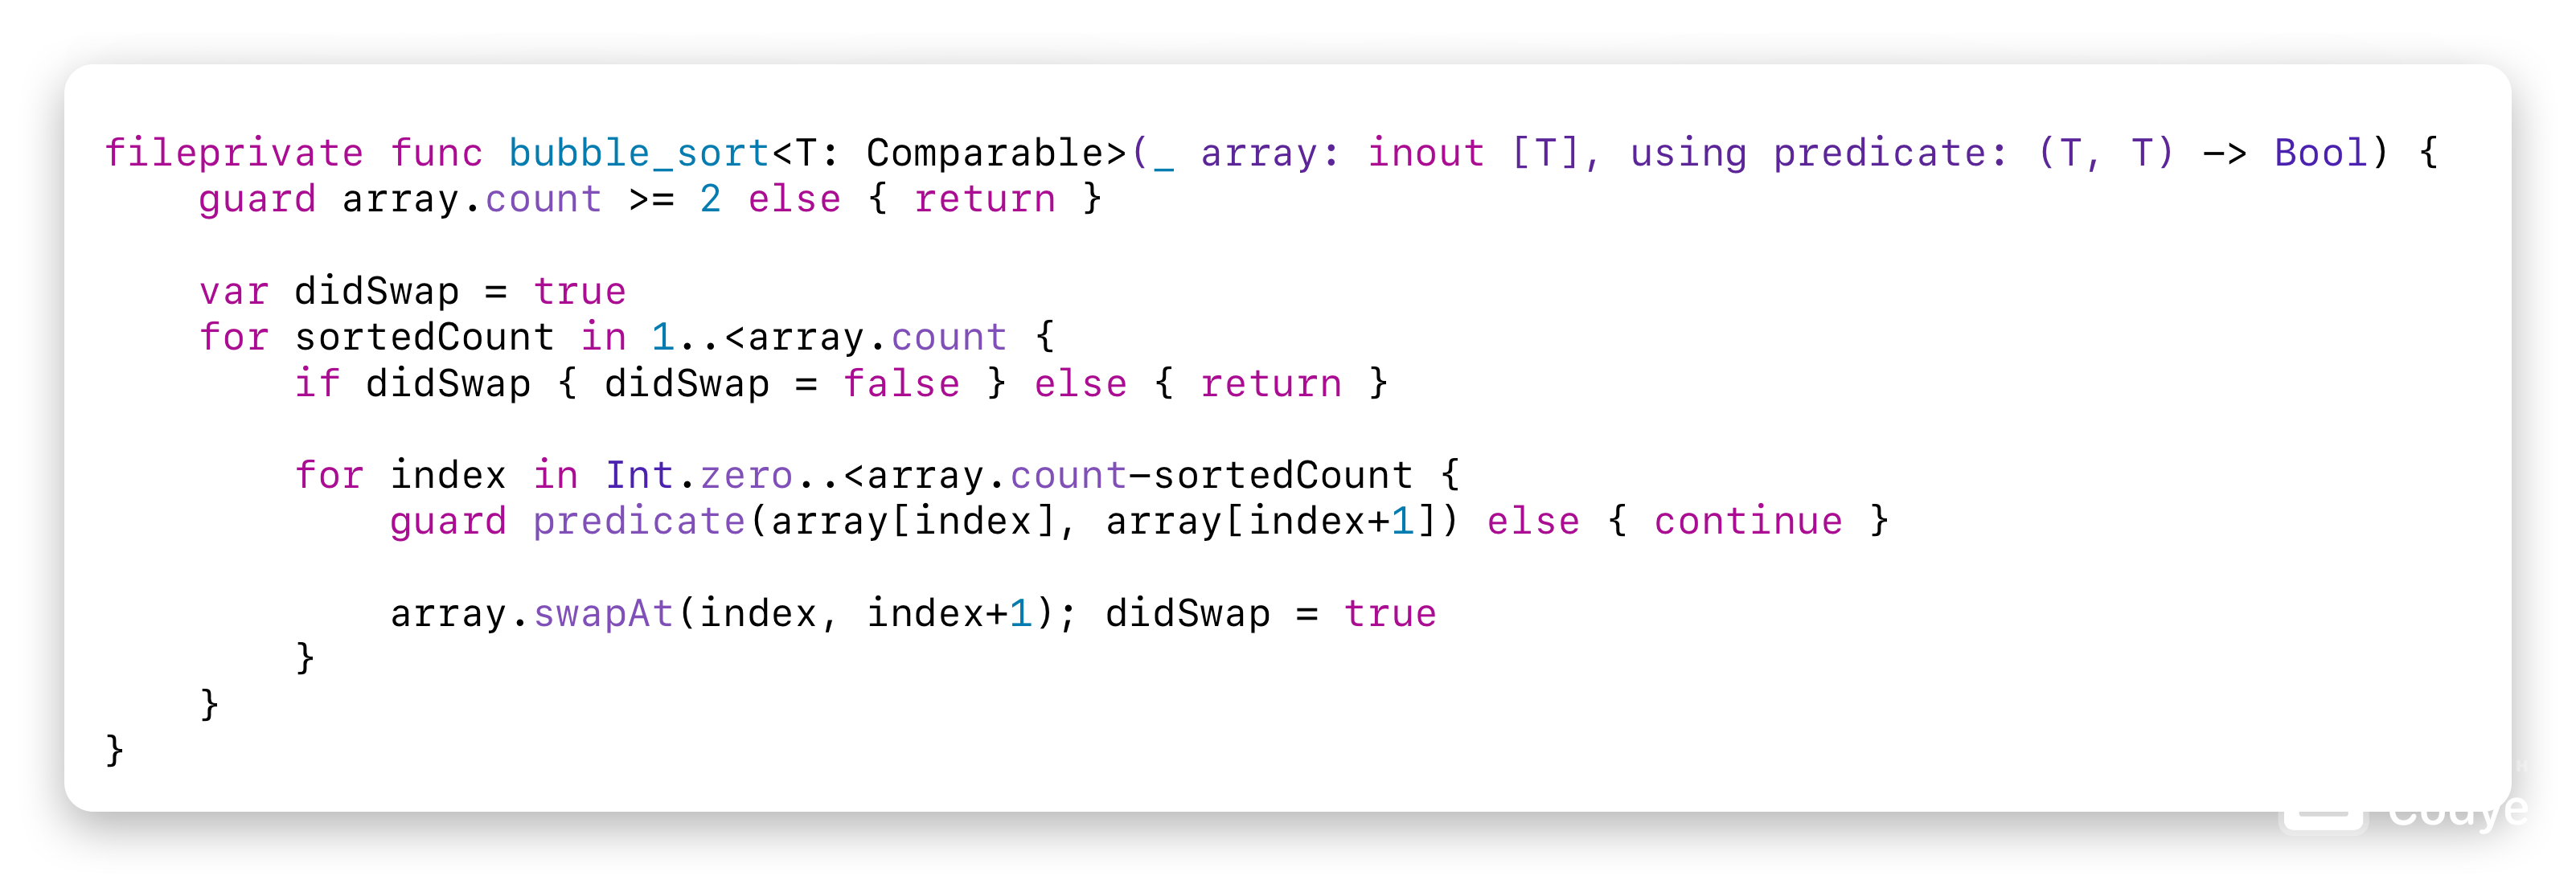 fileprivate func bubble_sort<T: Comparable>(_ array: inout [T], using predicate: (T, T) -> Bool) {
    guard array.count >= 2 else { return }

    var didSwap = true
    for sortedCount in 1..<array.count {
        if didSwap { didSwap = false } else { return }

        for index in Int.zero..<array.count-sortedCount {
            guard predicate(array[index], array[index+1]) else { continue }

            array.swapAt(index, index+1); didSwap = true
        }
    }
}
Codye